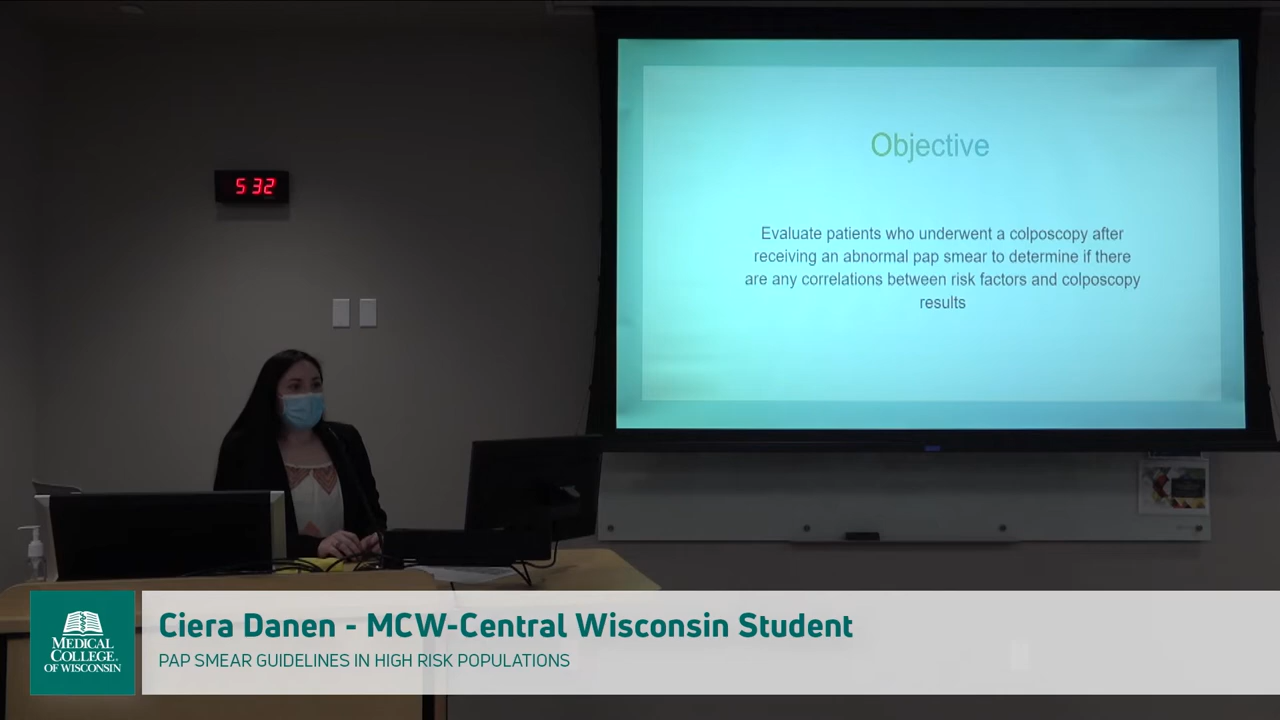 5 32
Objective
Evaluate patients who underwent a colposcopy after
receiving an abnormal pap smear to determine if there
are any correlations between risk factors and colposcopy
results
MEDICAL
COLLEGE
OF WISCONSIN
Ciera Danen - MCW-Central Wisconsin Student
PAP SMEAR GUIDELINES IN HIGH RISK POPULATIONS